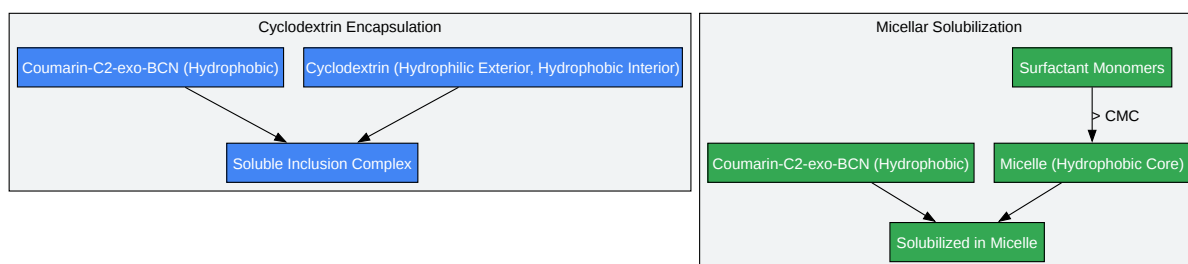 Cyclodextrin Encapsulation
Coumarin-C2-exo-BCN (Hydrophobic)
Cyclodextrin (Hydrophilic Exterior, Hydrophobic Interior)
Soluble Inclusion Complex
Micellar Solubilization
Surfactant Monomers
> CMC
Coumarin-C2-exo-BCN (Hydrophobic)
Micelle (Hydrophobic Core)
Solubilized in Micelle